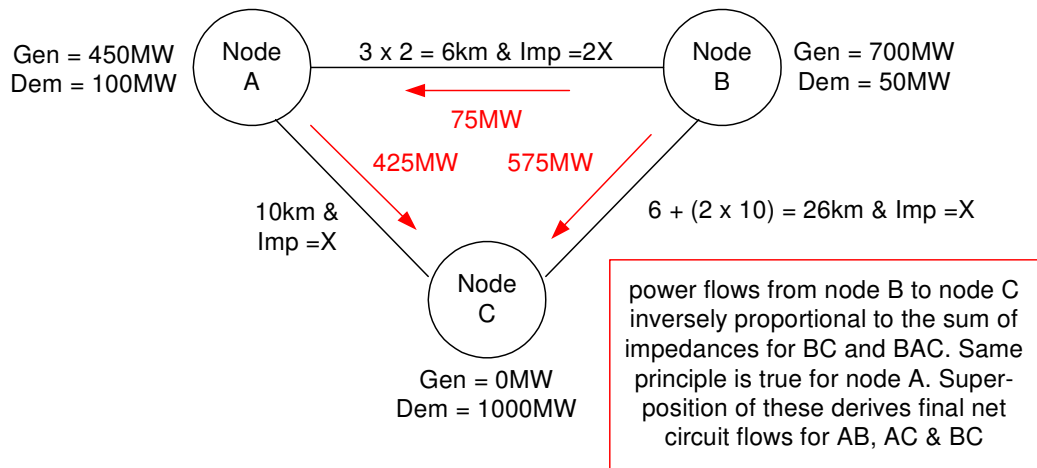 Node
A
Gen = 450MW
Dem = 100MW
3 x 2 = 6km & Imp =2X
Node
B
Gen = 700MW
Dem = 50MW
75MW
425MW
575MW
10km &
Imp =X
6 + (2 x 10) = 26km & Imp =X
Node
C
Gen = 0MW
Dem = 1000MW
power flows from node B to node C
inversely proportional to the sum of
impedances for BC and BAC. Same
principle is true for node A. Super-
position of these derives final net
circuit flows for AB, AC & BC